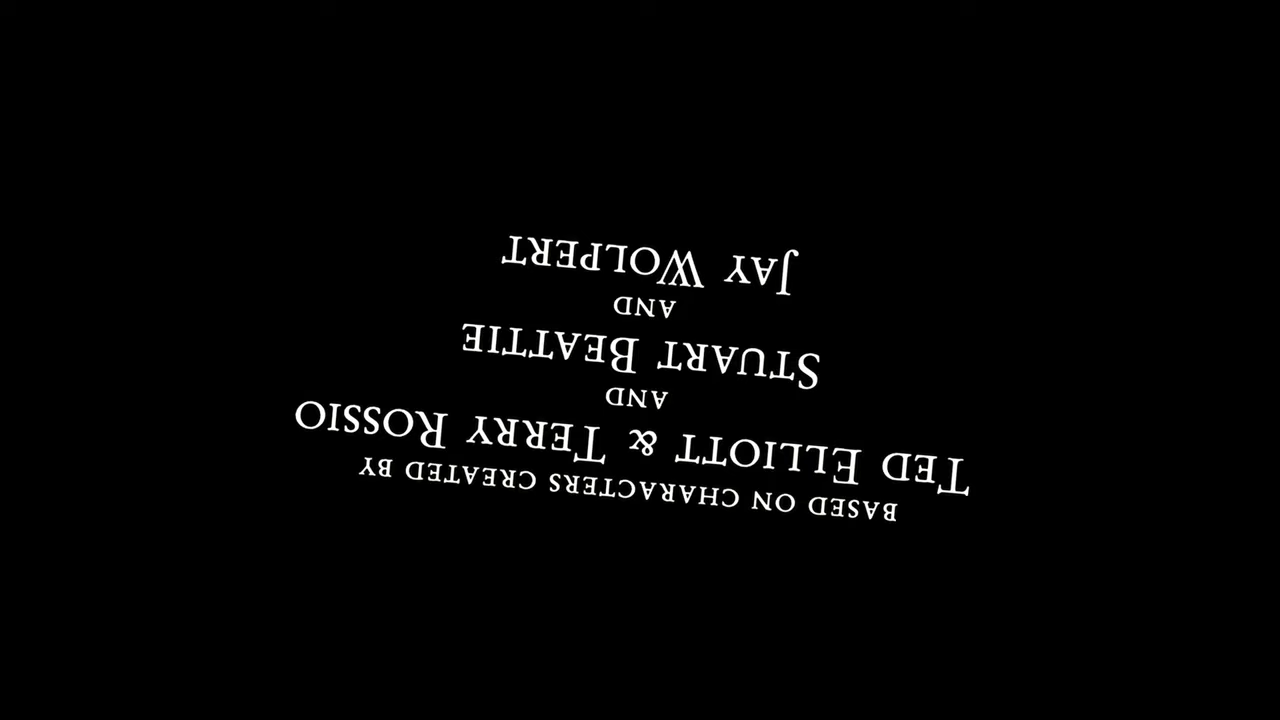 BASED ON CHARACTERS CREATED BY
TED ELLIOTT & TERRY ROSSIO
AND
STUART BEATTIE
AND
JAY WOLPERT